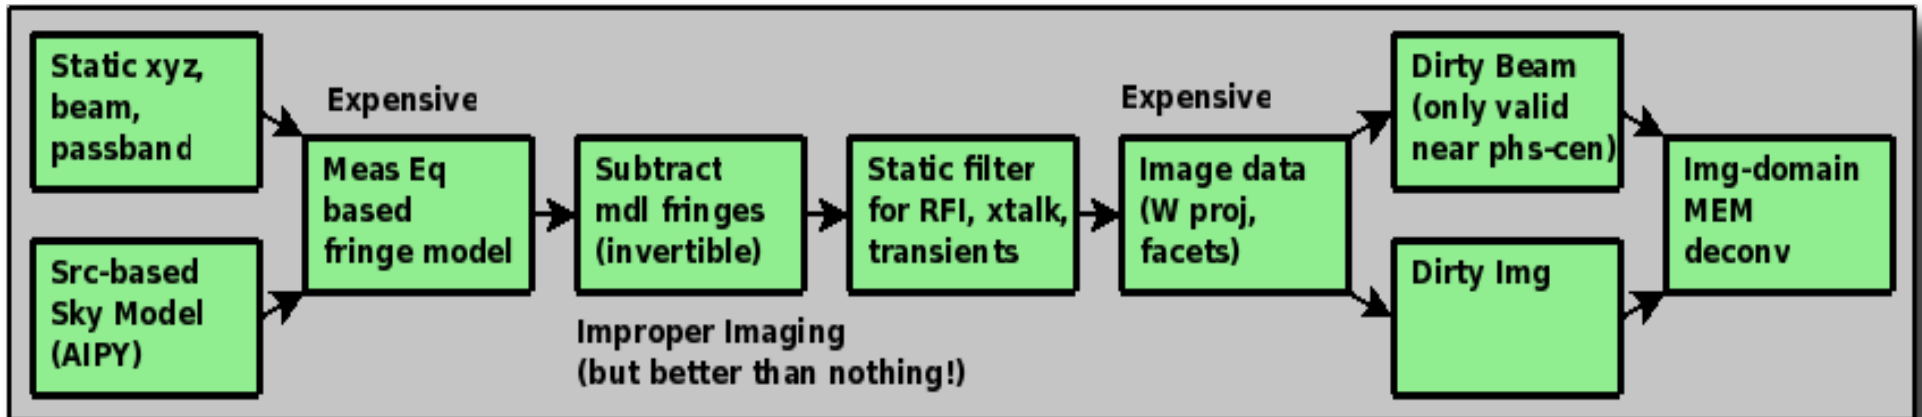 Static xyz,
beam,
passband
Src-based
Sky Model
(AIPY)
Expensive
Meas Eq
based
fringe model
Subtract
mdl fringes
(invertible)
Improper Imaging
(but better than nothing!)
Static filter
for RFI, xtalk,
transients
Expensive
Image data
(W proj,
facets)
Dirty Beam
(only valid
near phs-cen)
Dirty Img
Img-domain
MEM
deconv